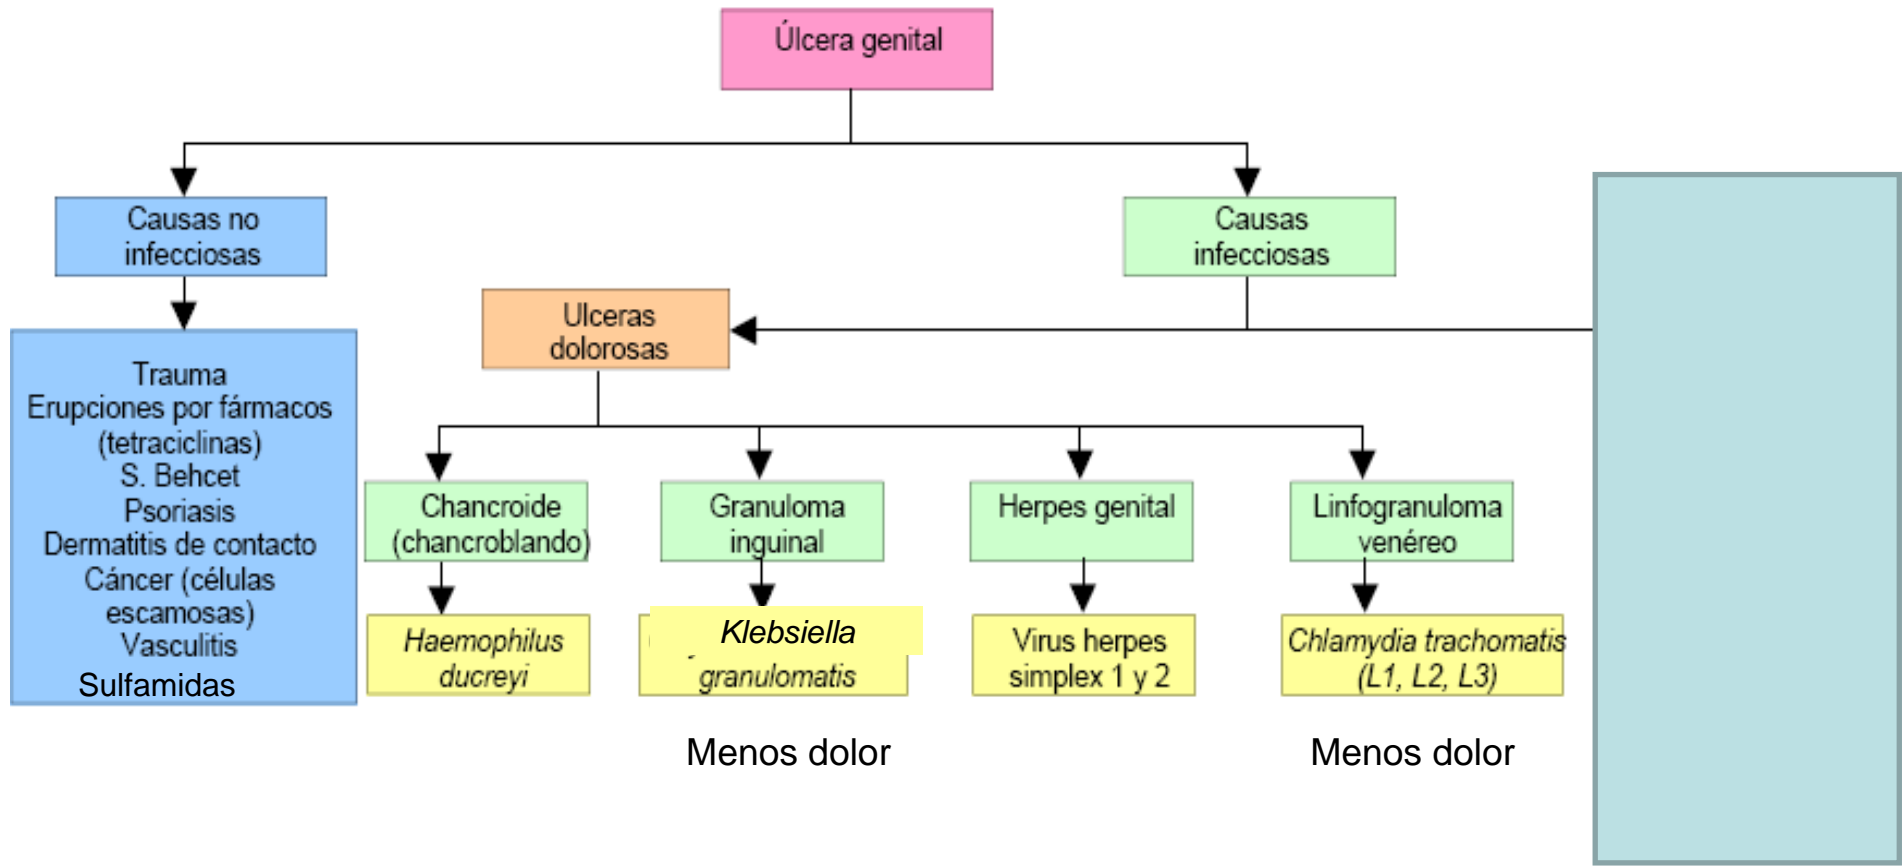 Úlcera genital
Causas no
infecciosas
Causas
infecciosas
Ulceras
dolorosas
Trauma
Erupciones por fármacos
(tetraciclinas)
S. Behcet
Psoriasis
Dermatitis de contacto
Cáncer (células
escamosas)
Vasculitis
Sulfamidas
Chancroide
(chancroblando)
Granuloma
inguinal
Herpes genital
Linfogranuloma
venéreo
Haemophilus
ducreyi
Klebsiella
granulomatis
Virus herpes
simplex 1 y 2
Chlamydia trachomatis
(L1, L2, L3)
Menos dolor
Menos dolor